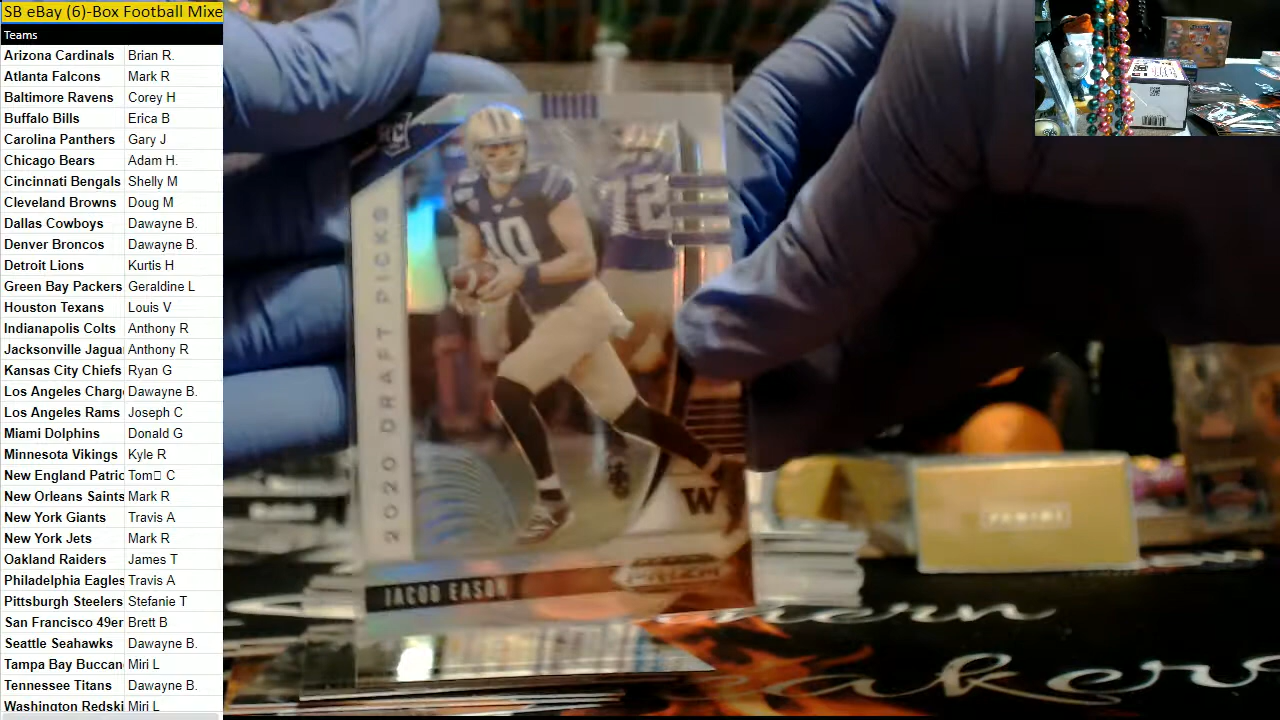 SB eBay (6)-Box Football Mixe
Teams
Arizona Cardinals Brian R.
Atlanta Falcons Mark R
Baltimore Ravens Corey H
Buffalo Bills Erica B
Carolina Panthers Gary J
Chicago Bears Adam H.
Cincinnati Bengals Shelly M
Cleveland Browns Doug M
Dallas Cowboys Dawayne B.
Denver Broncos Dawayne B.
Detroit Lions Kurtis H
Green Bay Packers Geraldine L
Houston Texans Louis V
Indianapolis Colts Anthony R
Jacksonville Jagua Anthony R
Kansas City Chiefs Ryan G
Los Angeles Charg Dawayne B.
Los Angeles Rams Joseph C
Miami Dolphins Donald G
Minnesota Vikings Kyle R
New England Patric Tom□ C
New Orleans Saints Mark R
New York Giants Travis A
New York Jets Mark R
Oakland Raiders James T
Philadelphia Eagles Travis A
Pittsburgh Steelers Stefanie T
San Francisco 49er Brett B
Seattle Seahawks Dawayne B.
Tampa Bay Buccan Miri L
Tennessee Titans Dawayne B.
Washington Redski Miri L
RC
10
72
2020 DRAFT PICKS
W
PRIZM
JACOB EASON
PANINI